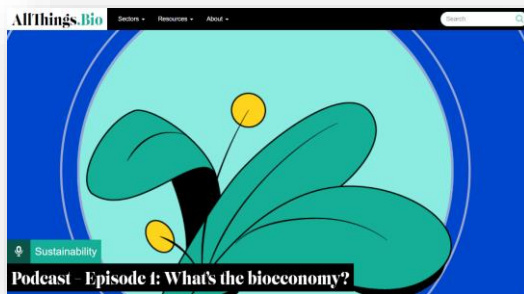 AllThings.Bio
Sectors Resources About
Search
Sustainability
Podcast – Episode 1: What's the bioeconomy?